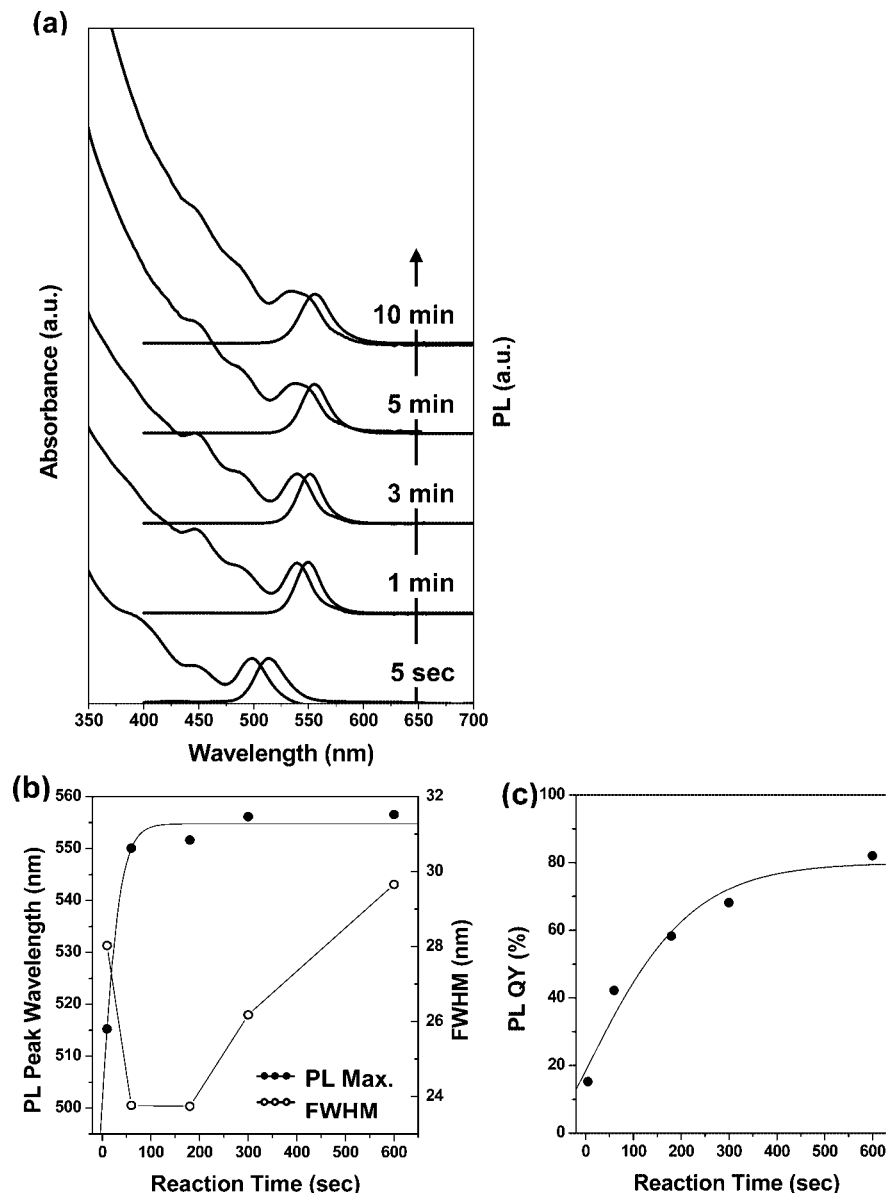 (a)
Absorbance (a.u.)
PL (a.u.)
10 min
5 min
3 min
1 min
5 sec
350 400 450 500 550 600 650 700
Wavelength (nm)
(b)
PL Peak Wavelength (nm)
560
550
540
530
520
510
500
32
30
28
26
24
FWHM (nm)
PL Max.
FWHM
0 100 200 300 400 500 600
Reaction Time (sec)
(c)
PL QY (%)
100
80
60
40
20
0
0 100 200 300 400 500 600
Reaction Time (sec)